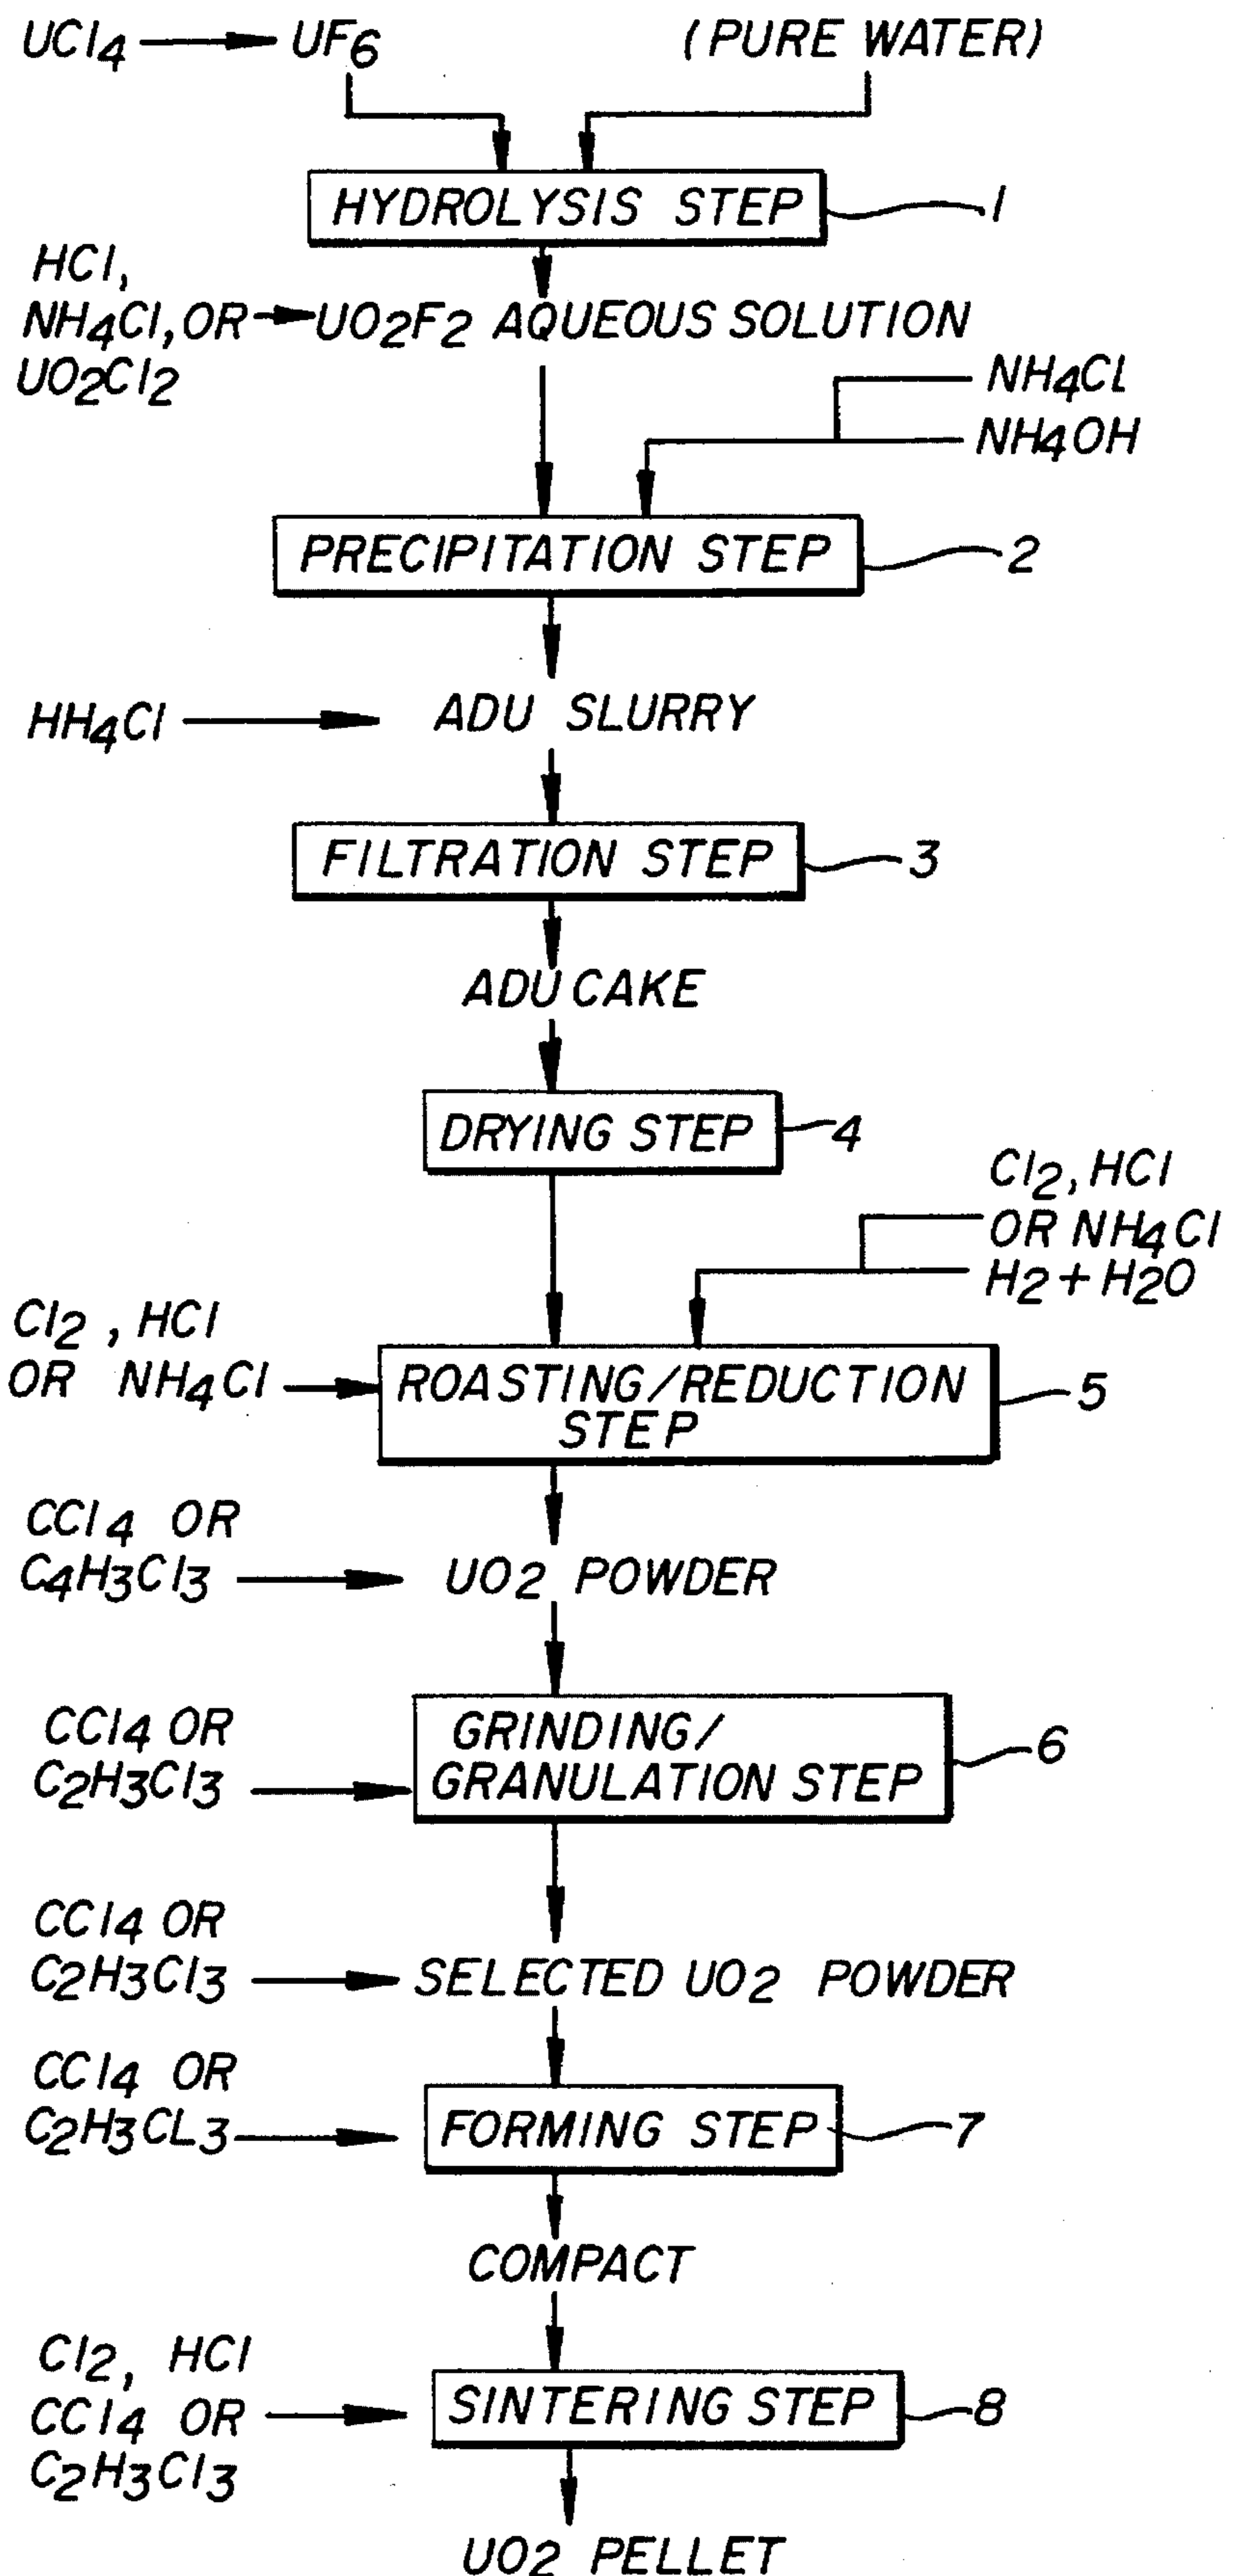 UCl4 → UF6
(PURE WATER)
HYDROLYSIS STEP
1
HCl,
NH4Cl, OR → UO2F2 AQUEOUS SOLUTION
UO2Cl2
NH4CL
NH4OH
PRECIPITATION STEP
2
HH4Cl → ADU SLURRY
FILTRATION STEP
3
ADU CAKE
DRYING STEP
4
Cl2, HCl
OR NH4Cl
H2 + H2O
Cl2, HCl
OR NH4Cl
ROASTING/REDUCTION
STEP
5
CCl4 OR
C4H3Cl3 → UO2 POWDER
CCl4 OR
C2H3Cl3
GRINDING/
GRANULATION STEP
6
CCl4 OR
C2H3Cl3 → SELECTED UO2 POWDER
CCl4 OR
C2H3CL3
FORMING STEP
7
COMPACT
Cl2, HCl
CCl4 OR
C2H3Cl3
SINTERING STEP
8
UO2 PELLET